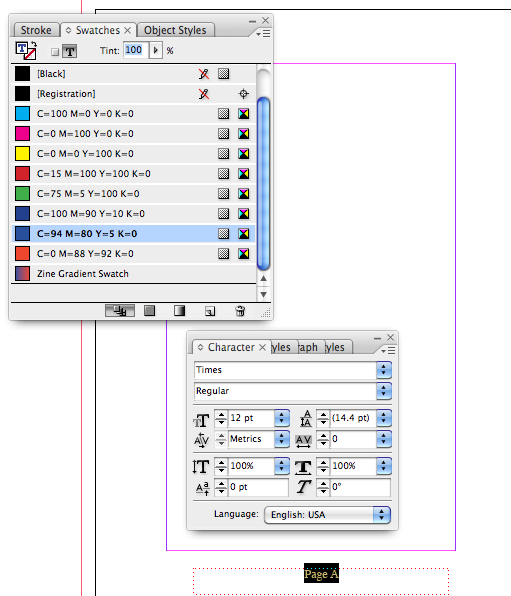 Stroke Swatches Object Styles
T T Tint: 100 %
[Black]
[Registration]
C=100 M=0 Y=0 K=0
C=0 M=100 Y=0 K=0
C=0 M=0 Y=100 K=0
C=15 M=100 Y=100 K=0
C=75 M=5 Y=100 K=0
C=100 M=90 Y=10 K=0
C=94 M=80 Y=5 K=0
C=0 M=88 Y=92 K=0
Zine Gradient Swatch
Character yles raph yles
Times
Regular
12 pt (14.4 pt)
Metrics 0
100% 100%
0 pt 0°
Language: English: USA
Page A